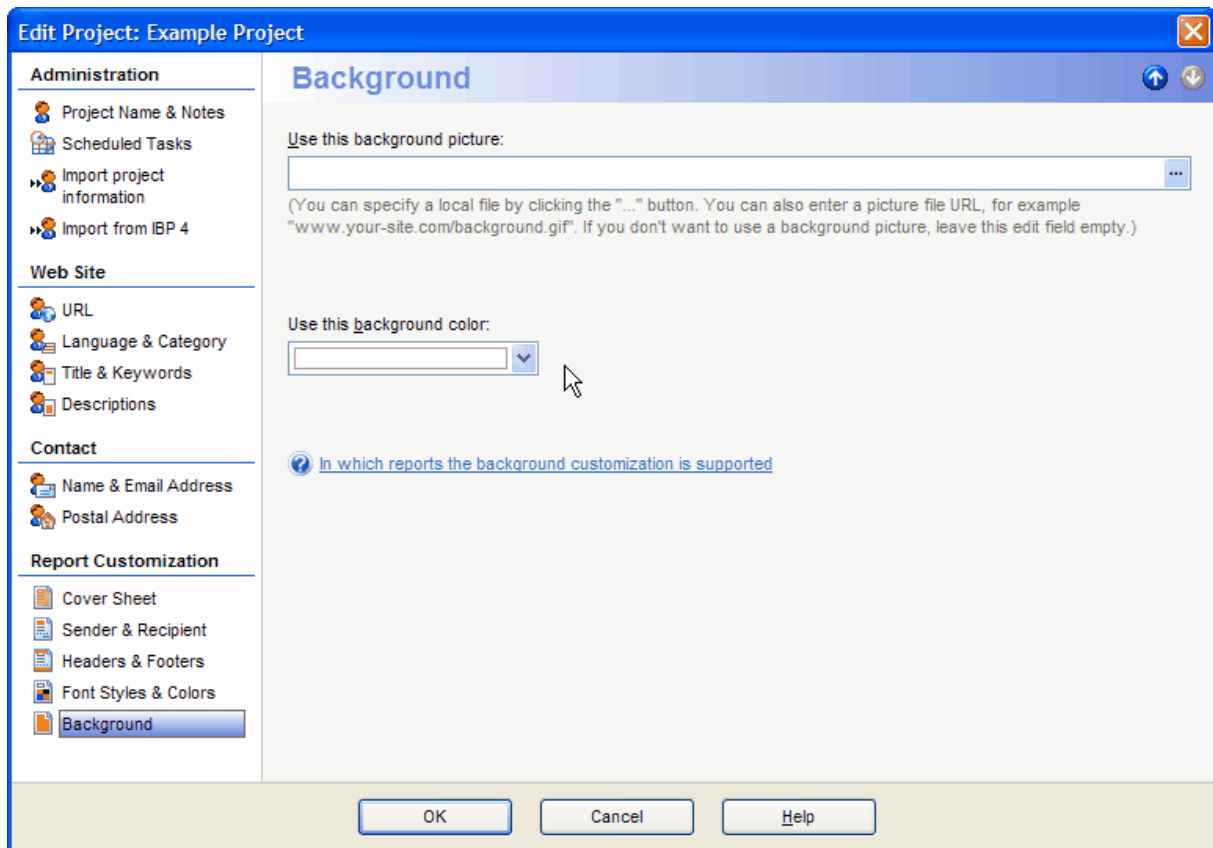 Edit Project: Example Project
Administration
Project Name & Notes
Scheduled Tasks
Import project
information
Import from IBP 4
Web Site
URL
Language & Category
Title & Keywords
Descriptions
Contact
Name & Email Address
Postal Address
Report Customization
Cover Sheet
Sender & Recipient
Headers & Footers
Font Styles & Colors
Background
Background
Use this background picture:
...
(You can specify a local file by clicking the "..." button. You can also enter a picture file URL, for example
"www.your-site.com/background.gif". If you don't want to use a background picture, leave this edit field empty.)
Use this background color:
In which reports the background customization is supported
OK
Cancel
Help